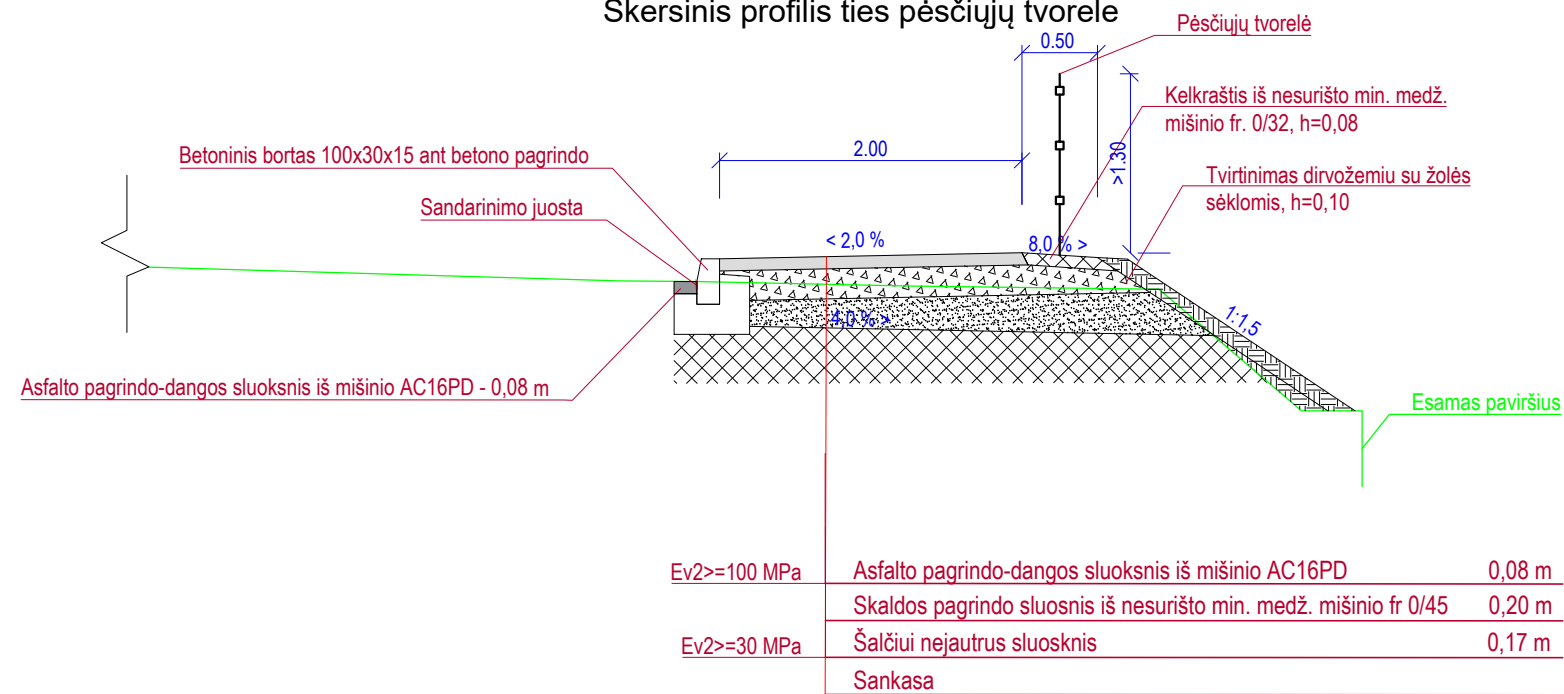 Skersinis profilis ties pėsčiųjų tvorele
Pėsčiųjų tvorelė
0.50
Kelkraštis iš nesurišto min. medž.
mišinio fr. 0/32, h=0,08
Betoninis bortas 100x30x15 ant betono pagrindo
2.00
>1.30
Tvirtinimas dirvožemiu su žolės
sėklomis, h=0,10
Sandarinimo juosta
< 2,0 %
8,0 % >
4,0 % >
1:1,5
Asfalto pagrindo-dangos sluoksnis iš mišinio AC16PD - 0,08 m
Esamas paviršius
Ev2>=100 MPa
Asfalto pagrindo-dangos sluoksnis iš mišinio AC16PD 0,08 m
Skaldos pagrindo sluosnis iš nesurišto min. medž. mišinio fr 0/45 0,20 m
Ev2>=30 MPa
Šalčiui nejautrus sluosknis 0,17 m
Sankasa